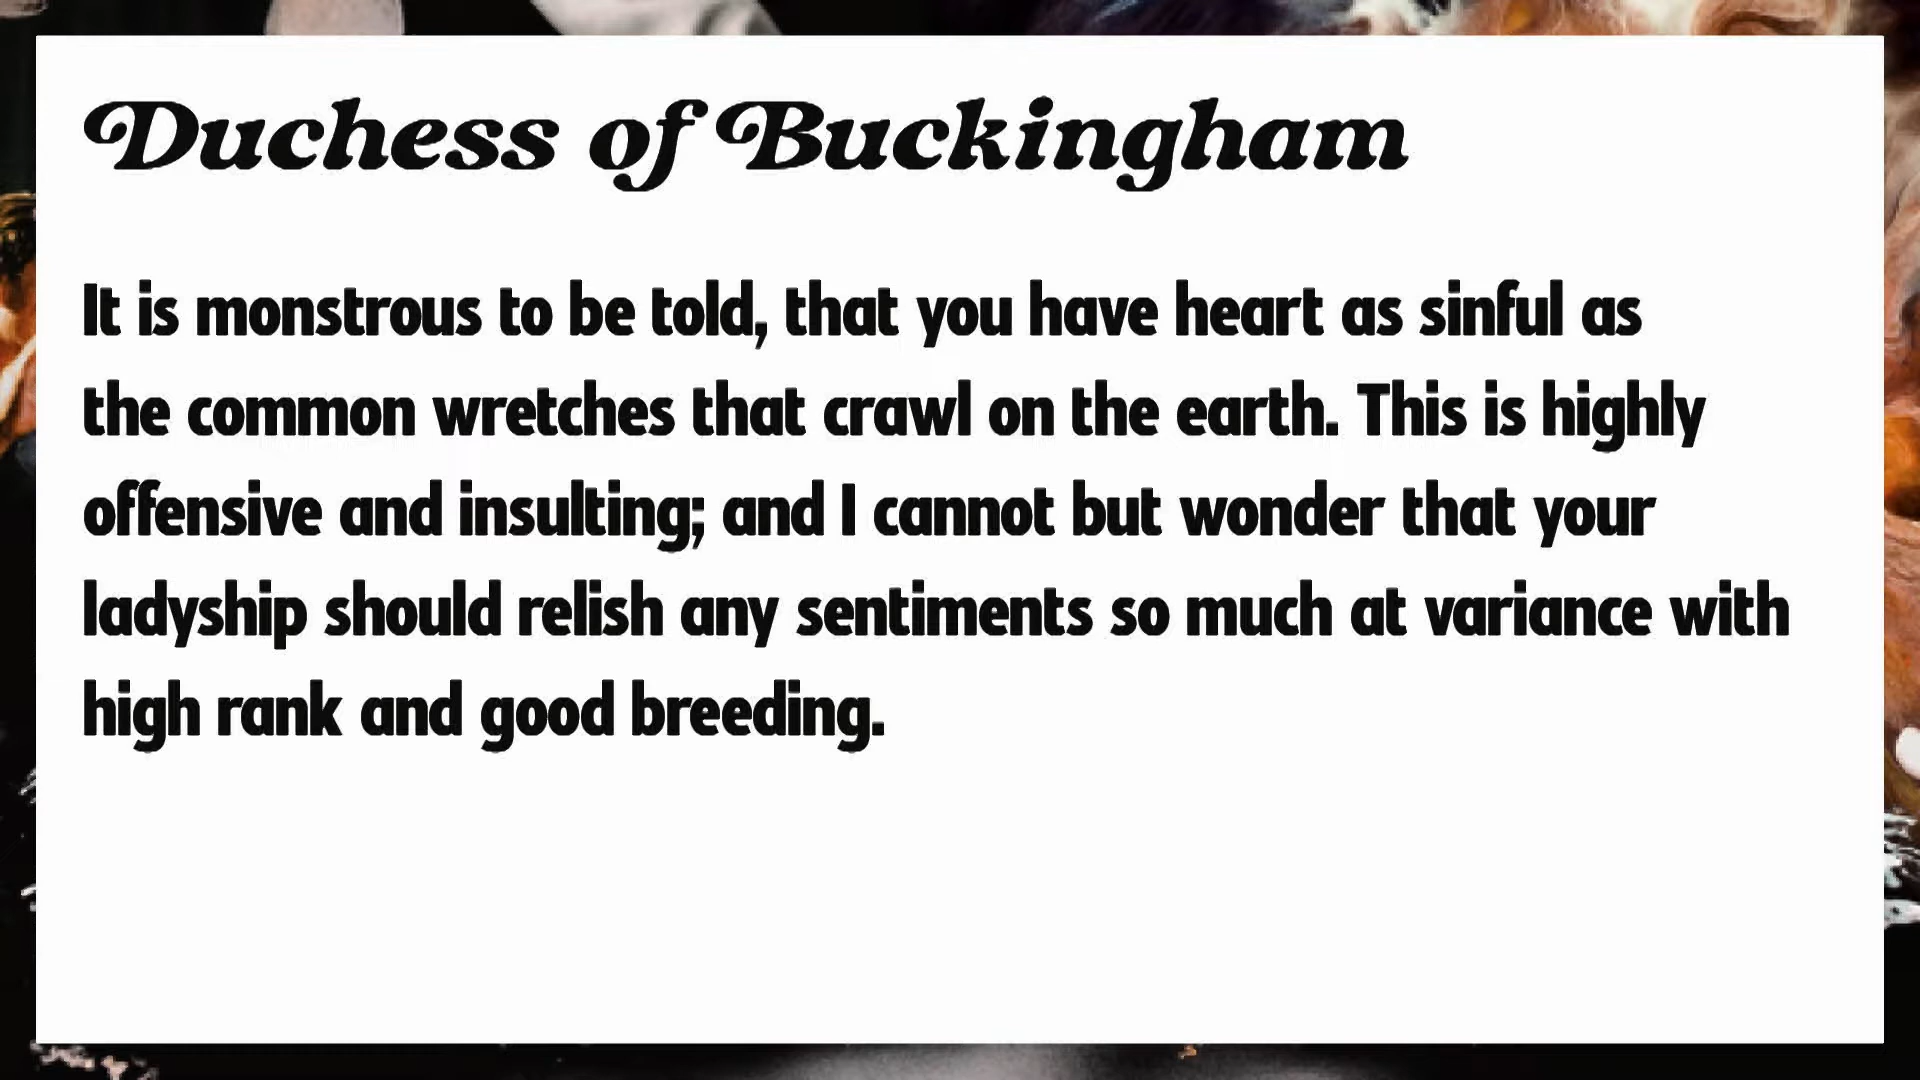 Duchess of Buckingham
It is monstrous to be told, that you have heart as sinful as
the common wretches that crawl on the earth. This is highly
offensive and insulting; and I cannot but wonder that your
ladyship should relish any sentiments so much at variance with
high rank and good breeding.